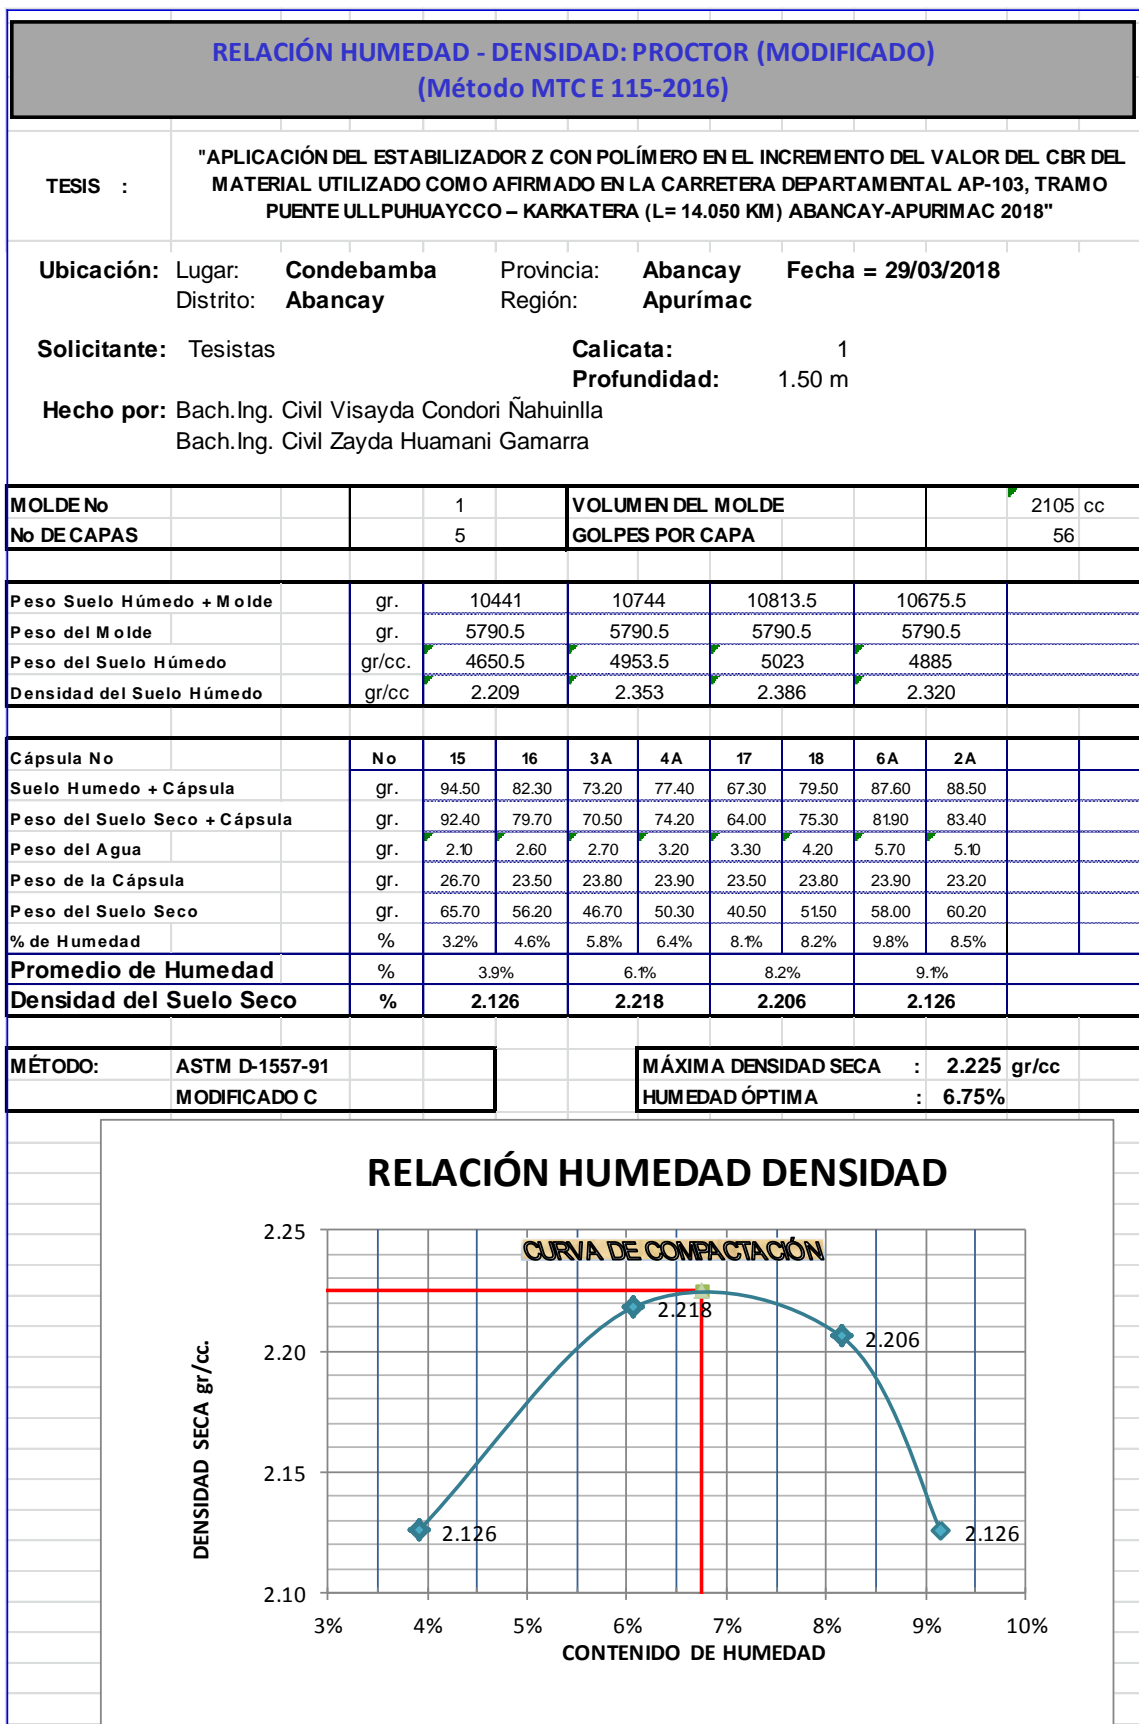 RELACIÓN HUMEDAD - DENSIDAD: PROCTOR (MODIFICADO)
(Método MTC E 115-2016)
TESIS :
"APLICACIÓN DEL ESTABILIZADOR Z CON POLÍMERO EN EL INCREMENTO DEL VALOR DEL CBR DEL
MATERIAL UTILIZADO COMO AFIRMADO EN LA CARRETERA DEPARTAMENTAL AP-103, TRAMO
PUENTE ULLPUHUAYCCO – KARKATERA (L= 14.050 KM) ABANCAY-APURIMAC 2018"
Ubicación: Lugar: Condebamba Provincia: Abancay Fecha = 29/03/2018
Distrito: Abancay Región: Apurímac
Solicitante: Tesistas Calicata: 1
Profundidad: 1.50 m
Hecho por: Bach.Ing. Civil Visayda Condori Ñahuinlla
Bach.Ing. Civil Zayda Huamani Gamarra
MOLDE No 1 VOLUMEN DEL MOLDE 2105 cc
No DE CAPAS 5 GOLPES POR CAPA 56
Peso Suelo Húmedo + Molde gr. 10441 10744 10813.5 10675.5
Peso del Molde gr. 5790.5 5790.5 5790.5 5790.5
Peso del Suelo Húmedo gr/cc. 4650.5 4953.5 5023 4885
Densidad del Suelo Húmedo gr/cc 2.209 2.353 2.386 2.320
Cápsula No No 15 16 3A 4A 17 18 6A 2A
Suelo Humedo + Cápsula gr. 94.50 82.30 73.20 77.40 67.30 79.50 87.60 88.50
Peso del Suelo Seco + Cápsula gr. 92.40 79.70 70.50 74.20 64.00 75.30 81.90 83.40
Peso del Agua gr. 2.10 2.60 2.70 3.20 3.30 4.20 5.70 5.10
Peso de la Cápsula gr. 26.70 23.50 23.80 23.90 23.50 23.80 23.90 23.20
Peso del Suelo Seco gr. 65.70 56.20 46.70 50.30 40.50 51.50 58.00 60.20
% de Humedad % 3.2% 4.6% 5.8% 6.4% 8.1% 8.2% 9.8% 8.5%
Promedio de Humedad % 3.9% 6.1% 8.2% 9.1%
Densidad del Suelo Seco % 2.126 2.218 2.206 2.126
MÉTODO: ASTM D-1557-91 MÁXIMA DENSIDAD SECA : 2.225 gr/cc
MODIFICADO C HUMEDAD ÓPTIMA : 6.75%
RELACIÓN HUMEDAD DENSIDAD
CURVA DE COMPACTACIÓN
DENSIDAD SECA gr/cc.
2.25
2.20
2.15
2.10
2.218
2.206
2.126
2.126
3% 4% 5% 6% 7% 8% 9% 10%
CONTENIDO DE HUMEDAD